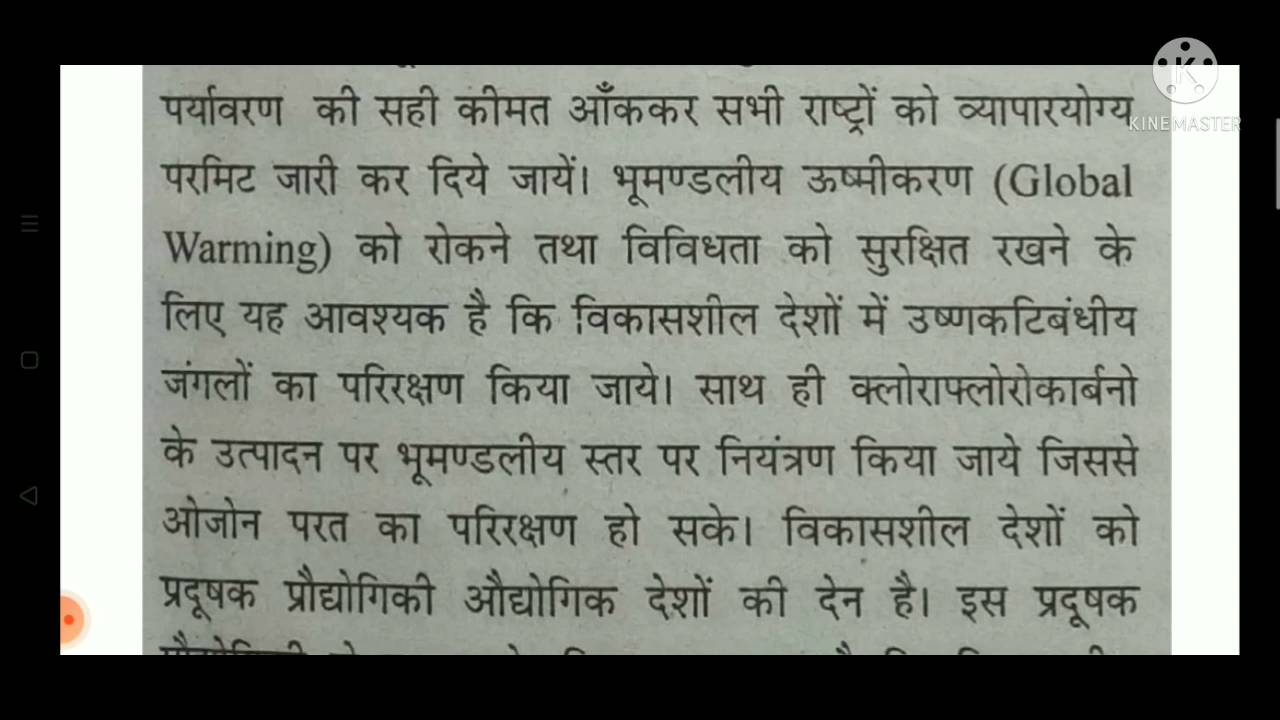 पर्यावरण की सही कीमत आँककर सभी राष्ट्रों को व्यापारयोग्य
KINEMASTER
परमिट जारी कर दिये जायें। भूमण्डलीय ऊष्मीकरण (Global
Warming) को रोकने तथा विविधता को सुरक्षित रखने के
लिए यह आवश्यक है कि विकासशील देशों में उष्णकटिबंधीय
जंगलों का परिरक्षण किया जाये। साथ ही क्लोराफ्लोरोकार्बनो
के उत्पादन पर भूमण्डलीय स्तर पर नियंत्रण किया जाये जिससे
ओजोन परत का परिरक्षण हो सके। विकासशील देशों को
प्रदूषक प्रौद्योगिकी औद्योगिक देशों की देन है। इस प्रदूषक